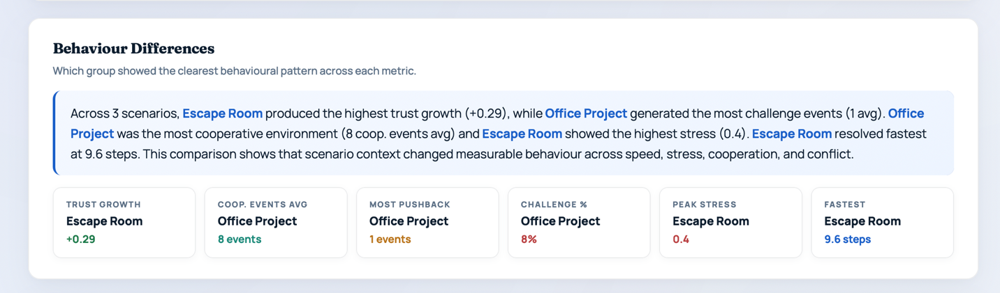 Behaviour Differences
Which group showed the clearest behavioural pattern across each metric.
Across 3 scenarios, Escape Room produced the highest trust growth (+0.29), while Office Project generated the most challenge events (1 avg). Office
Project was the most cooperative environment (8 coop. events avg) and Escape Room showed the highest stress (0.4). Escape Room resolved fastest
at 9.6 steps. This comparison shows that scenario context changed measurable behaviour across speed, stress, cooperation, and conflict.
TRUST GROWTH
Escape Room
+0.29
COOP. EVENTS AVG
Office Project
8 events
MOST PUSHBACK
Office Project
1 events
CHALLENGE %
Office Project
8%
PEAK STRESS
Escape Room
0.4
FASTEST
Escape Room
9.6 steps